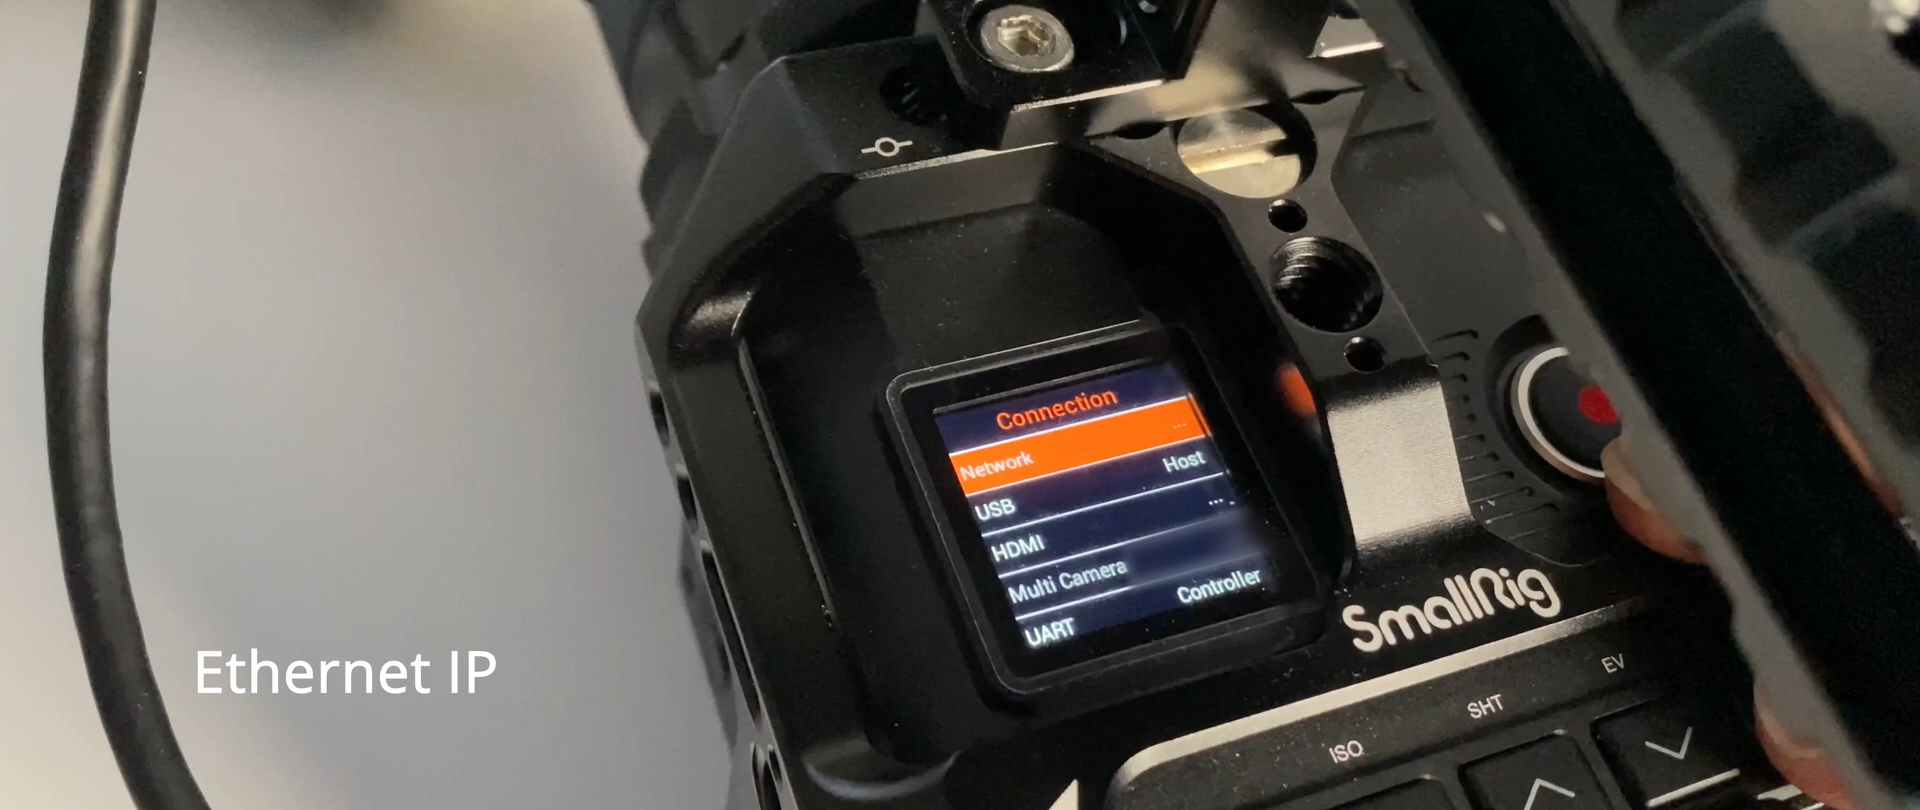 Connection
Network ...
USB Host
HDMI ...
Multi Camera
UART Controller
SmallRig
EV
SHT
ISO
Ethernet IP